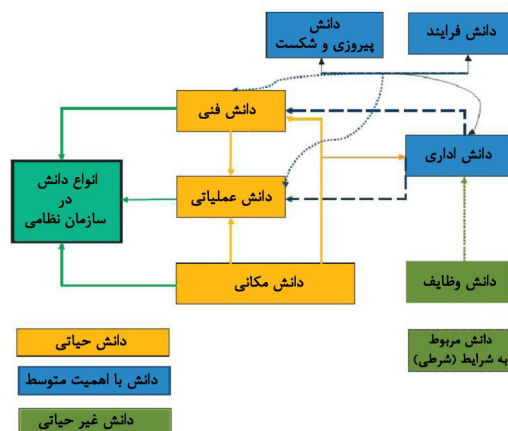 دانش فرایند
دانش
پیروزی و شکست
دانش فنی
دانش اداری
انواع دانش
در
سازمان نظامی
دانش عملیاتی
دانش مکانی
دانش وظایف
دانش مربوط
به شرایط (شرطی)
دانش حیاتی
دانش با اهمیت متوسط
دانش غیر حیاتی